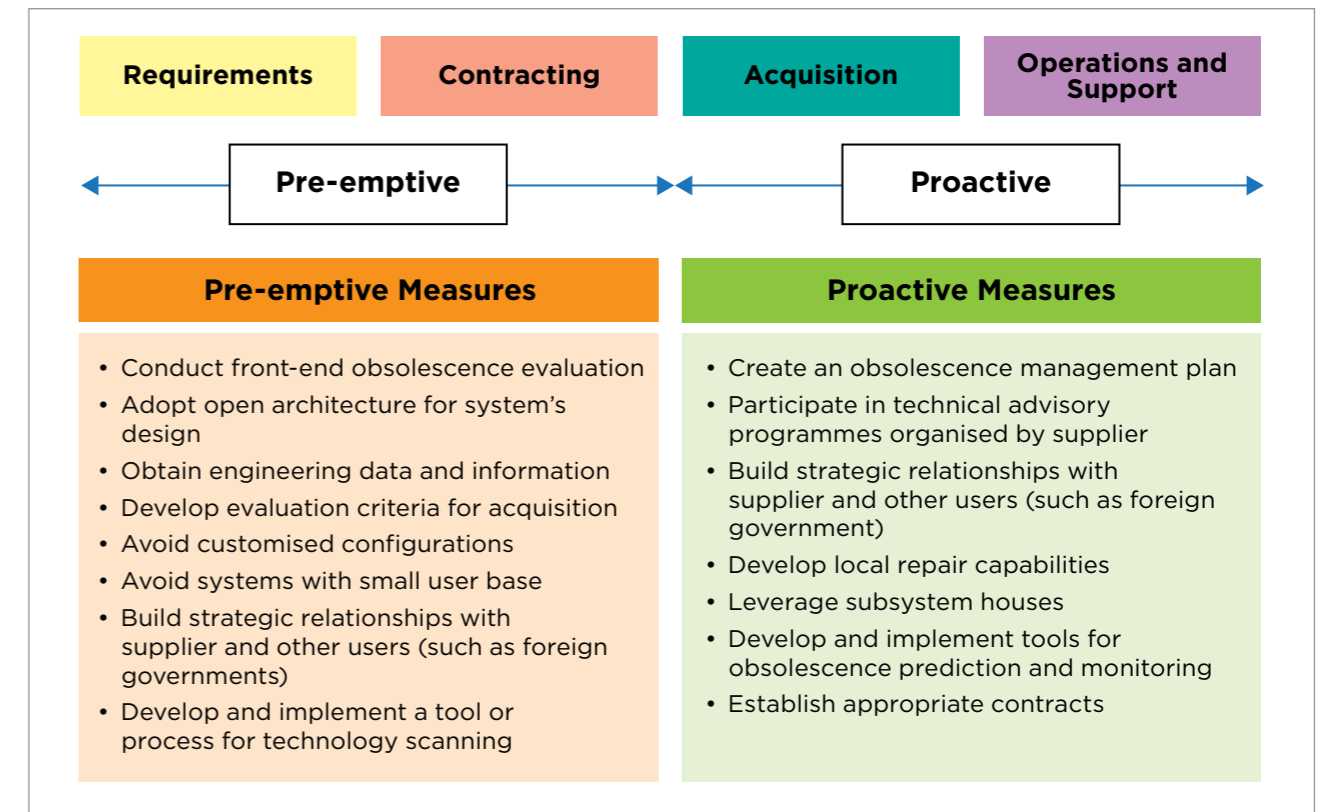 Requirements
Contracting
Acquisition
Operations and
Support
Pre-emptive
Proactive
Pre-emptive Measures
• Conduct front-end obsolescence evaluation
• Adopt open architecture for system’s
design
• Obtain engineering data and information
• Develop evaluation criteria for acquisition
• Avoid customised configurations
• Avoid systems with small user base
• Build strategic relationships with
supplier and other users (such as foreign
governments)
• Develop and implement a tool or
process for technology scanning
Proactive Measures
• Create an obsolescence management plan
• Participate in technical advisory
programmes organised by supplier
• Build strategic relationships with
supplier and other users (such as foreign
government)
• Develop local repair capabilities
• Leverage subsystem houses
• Develop and implement tools for
obsolescence prediction and monitoring
• Establish appropriate contracts